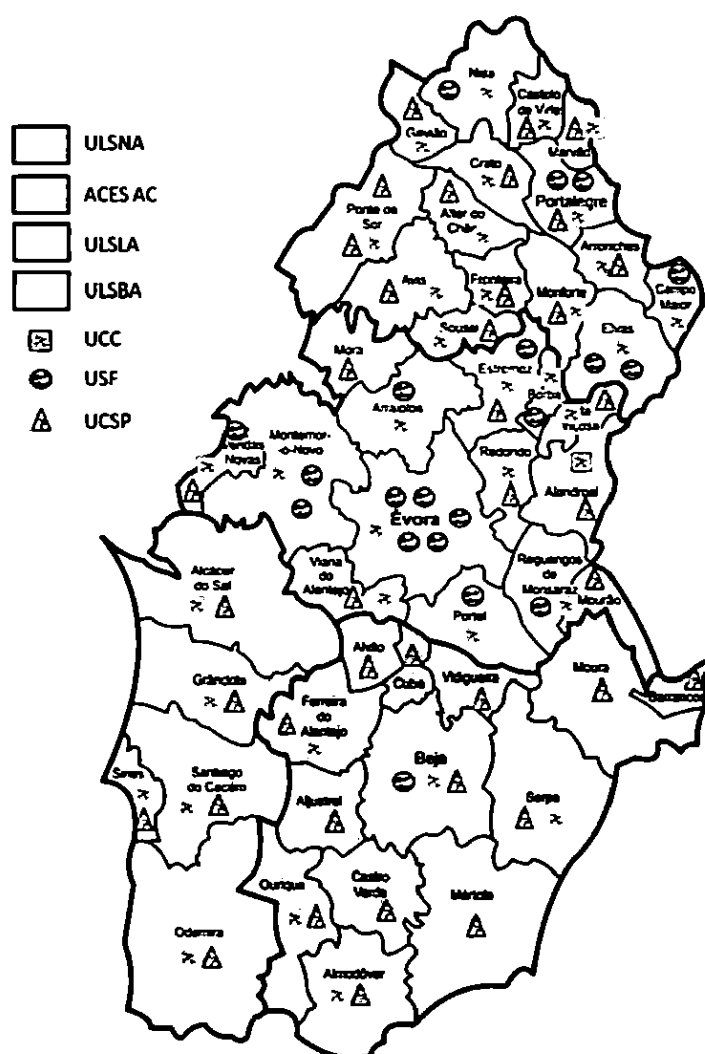 ULSNA
ACES AC
ULSLA
ULSBA
UCC
USF
UCSP
Nisa
Castelo
de Vide
Gavião
Marvão
Crato
Portalegre
Ponte de
Sor
Alter do
Chão
Arronches
Avis
Fronteira
Monforte
Campo
Maior
Sousel
Elvas
Mora
Estremoz
Borba
Arraiolos
Vendas
Novas
Montemor-
o-Novo
Redondo
Alandroal
Évora
Alcácer
do Sal
Viana
do
Alentejo
Reguengos
de
Monsaraz
Mourão
Portel
Alvito
Grândola
Cuba
Vidigueira
Moura
Barrancos
Ferreira
do
Alentejo
Beja
Sines
Santiago
do Cacém
Aljustrel
Serpa
Ourique
Castro
Verde
Mértola
Odemira
Almodôver